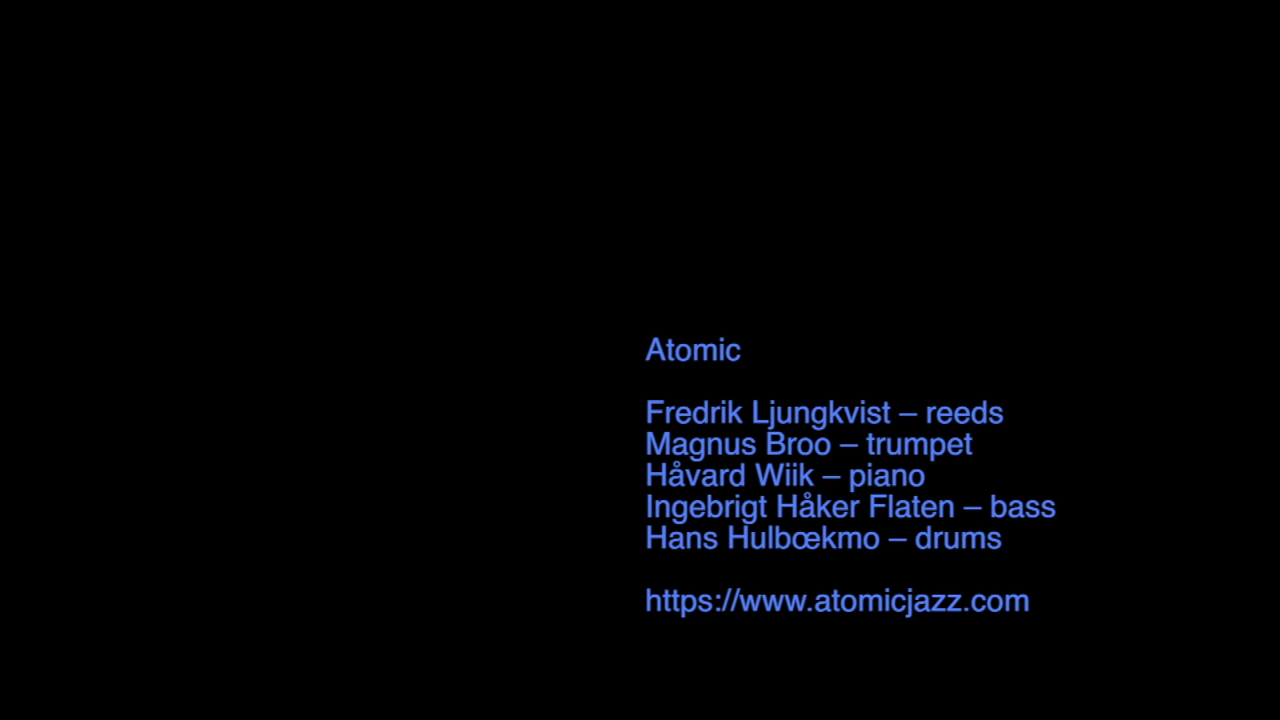 Atomic
Fredrik Ljungkvist – reeds
Magnus Broo – trumpet
Håvard Wiik – piano
Ingebrigt Håker Flaten – bass
Hans Hulbœkmo – drums
https://www.atomicjazz.com